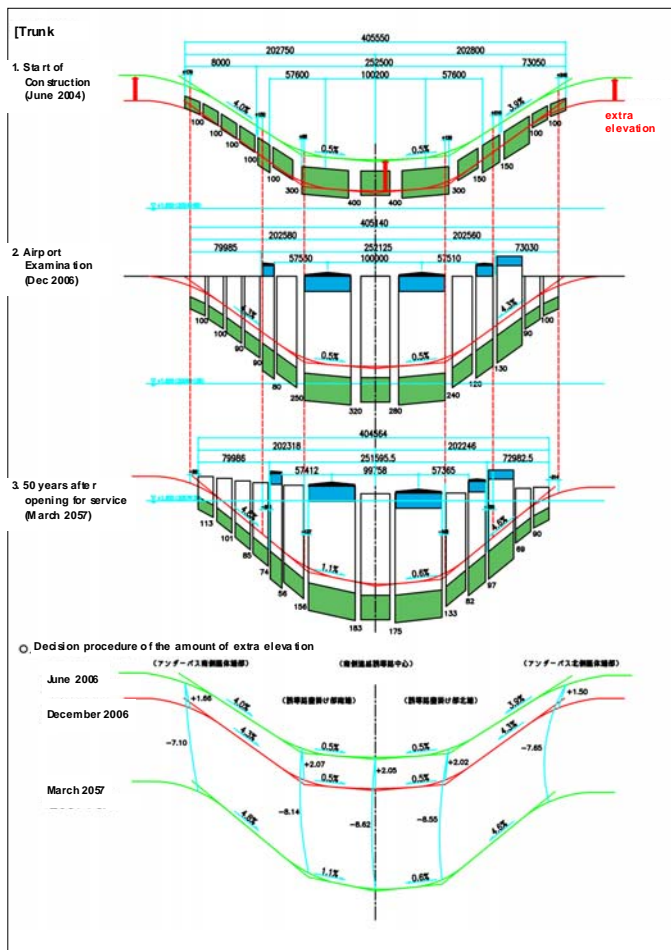 [Trunk
405550
202750 202800
8000 252500 73050
57600 100200 57600
1. Start of
Construction
(June 2004)
4.0% 0.5% 0.5% 3.9%
extra
elevation
100 100 100 100 100 300 400 400 300 150 150 100 100
405140
202580 202560
2. Airport
Examination
(Dec 2006)
79985 252125 73030
57530 100000 57510
4.3% 0.5% 0.5% 4.3%
100 100 90 90 80 250 320 280 240 120 130 90 100
404564
202318 202246
79986 251595.5 72982.5
57412 99758 57365
3. 50 years after
opening for service
(March 2057)
4.6% 1.1% 0.6% 4.6%
113 101 85 74 56 156 183 175 133 82 97 69 90
Decision procedure of the amount of extra elevation
June 2006
+1.86 4.0% 3.9% +1.50
December 2006
4.3% 0.5% 0.5% 4.3%
-7.10 +2.07 +2.05 +2.02 -7.65
0.5% 0.5%
March 2057
-8.14 -8.62 -8.55
4.6% 4.6%
1.1% 0.6%